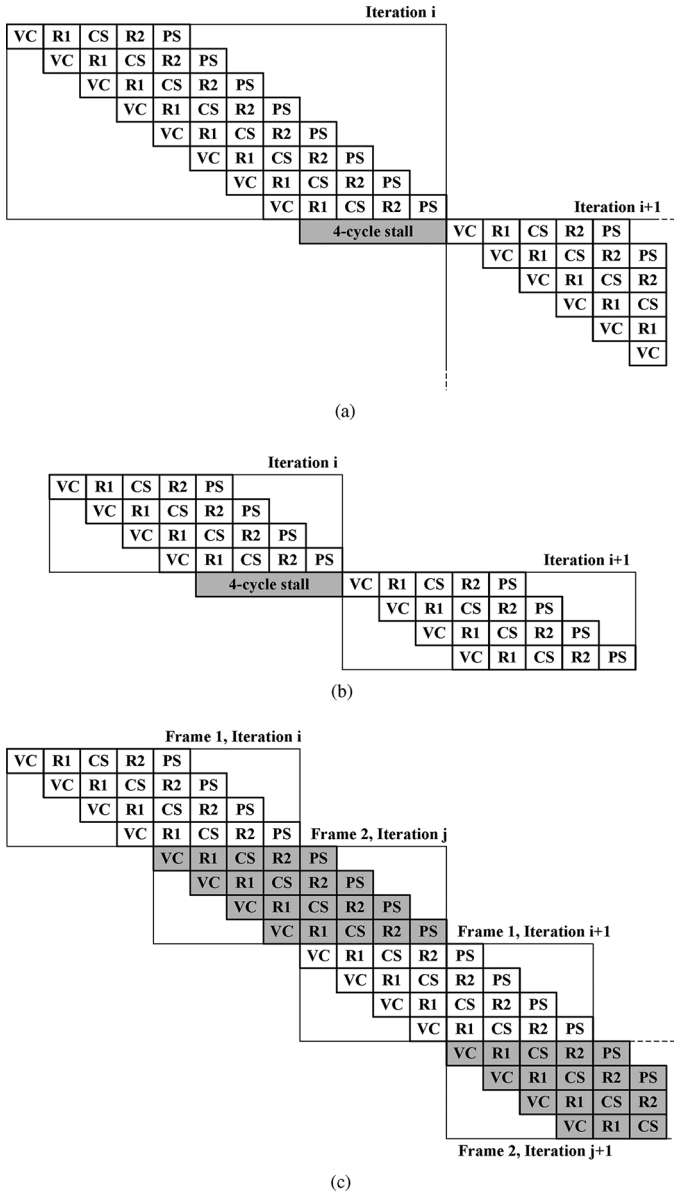 Iteration i
VC R1 CS R2 PS
VC R1 CS R2 PS
VC R1 CS R2 PS
VC R1 CS R2 PS
VC R1 CS R2 PS
VC R1 CS R2 PS
VC R1 CS R2 PS
VC R1 CS R2 PS
Iteration i+1
4-cycle stall VC R1 CS R2 PS
VC R1 CS R2 PS
VC R1 CS R2
VC R1 CS
VC R1
VC
(a)
Iteration i
VC R1 CS R2 PS
VC R1 CS R2 PS
VC R1 CS R2 PS
VC R1 CS R2 PS
Iteration i+1
4-cycle stall VC R1 CS R2 PS
VC R1 CS R2 PS
VC R1 CS R2 PS
VC R1 CS R2 PS
(b)
Frame 1, Iteration i
VC R1 CS R2 PS
VC R1 CS R2 PS
VC R1 CS R2 PS
VC R1 CS R2 PS
Frame 2, Iteration j
VC R1 CS R2 PS
VC R1 CS R2 PS
VC R1 CS R2 PS
VC R1 CS R2 PS
Frame 1, Iteration i+1
VC R1 CS R2 PS
VC R1 CS R2 PS
VC R1 CS R2 PS
VC R1 CS R2 PS
VC R1 CS R2 PS
VC R1 CS R2 PS
VC R1 CS R2
VC R1 CS
Frame 2, Iteration j+1
(c)